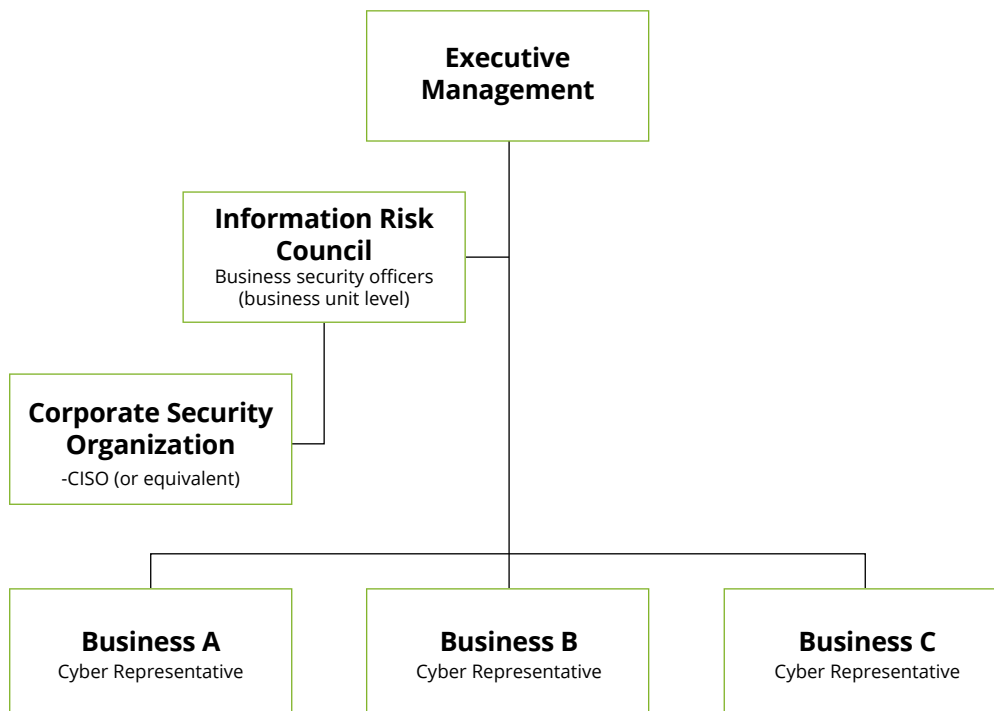 Executive
Management
Information Risk
Council
Business security officers
(business unit level)
Corporate Security
Organization
-CISO (or equivalent)
Business A
Cyber Representative
Business B
Cyber Representative
Business C
Cyber Representative